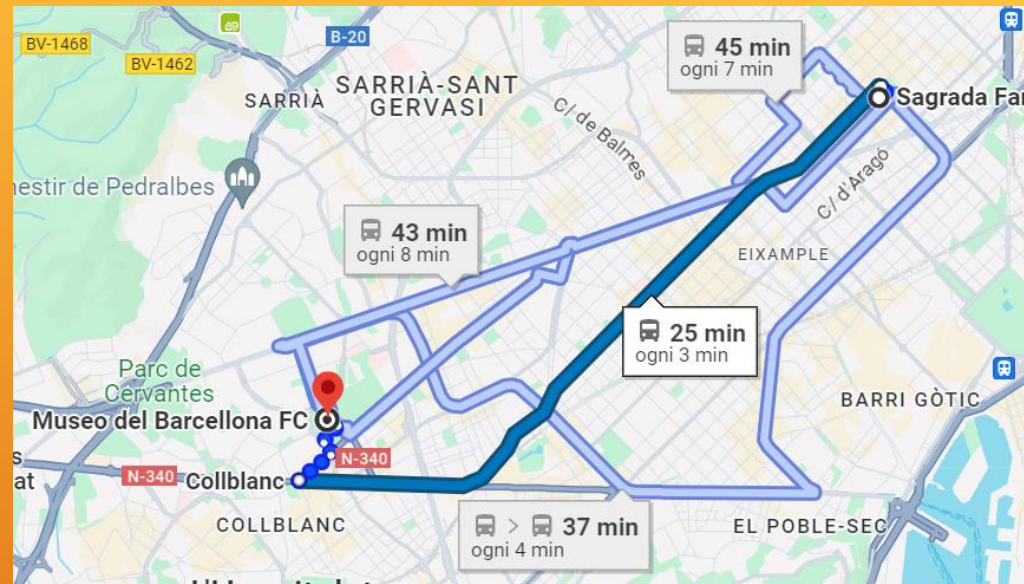 BV-1468
B-20
BV-1462
SARRIÀ
SARRIÀ-SANT
GERVASI
C/ de Balmes
45 min
ogni 7 min
Sagrada Far
nestir de Pedralbes
C/ d'Aragó
43 min
ogni 8 min
EIXAMPLE
25 min
ogni 3 min
Parc de
Cervantes
Museo del Barcellona FC
BARRI GÒTIC
s
at
N-340
Collblanc
N-340
COLLBLANC
37 min
ogni 4 min
EL POBLE-SEC